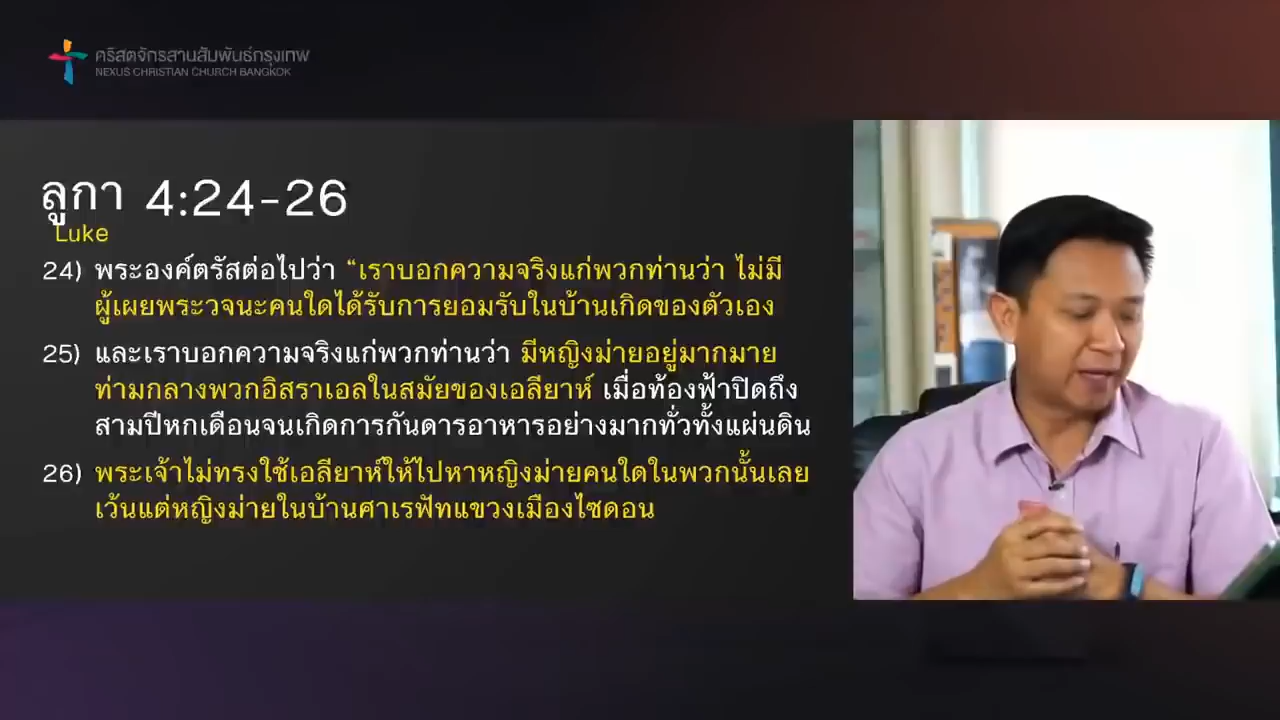 คริสตจักรสานสัมพันธ์กรุงเทพ
NEXUS CHRISTIAN CHURCH BANGKOK
ลูกา 4:24-26
Luke
24) พระองค์ตรัสต่อไปว่า “เราบอกความจริงแก่พวกท่านว่า ไม่มี
ผู้เผยพระวจนะคนใดได้รับการยอมรับในบ้านเกิดของตัวเอง
25) และเราบอกความจริงแก่พวกท่านว่า มีหญิงม่ายอยู่มากมาย
ท่ามกลางพวกอิสราเอลในสมัยของเอลียาห์ เมื่อท้องฟ้าปิดถึง
สามปีหกเดือนจนเกิดการกันดารอาหารอย่างมากทั่วทั้งแผ่นดิน
26) พระเจ้าไม่ทรงใช้เอลียาห์ให้ไปหาหญิงม่ายคนใดในพวกนั้นเลย
เว้นแต่หญิงม่ายในบ้านศาเรฟัทแขวงเมืองไซดอน